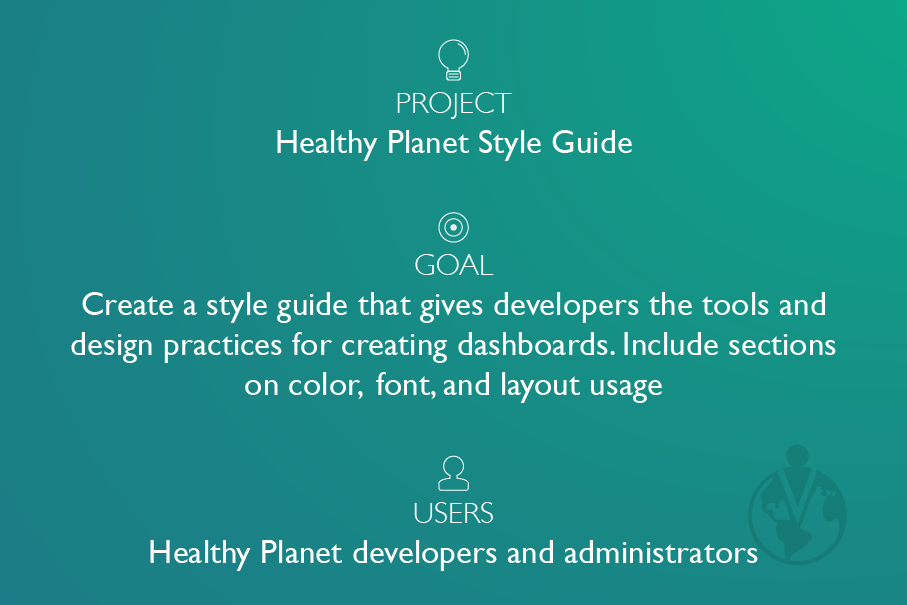 PROJECT
Healthy Planet Style Guide
GOAL
Create a style guide that gives developers the tools and
design practices for creating dashboards. Include sections
on color, font, and layout usage
USERS
Healthy Planet developers and administrators